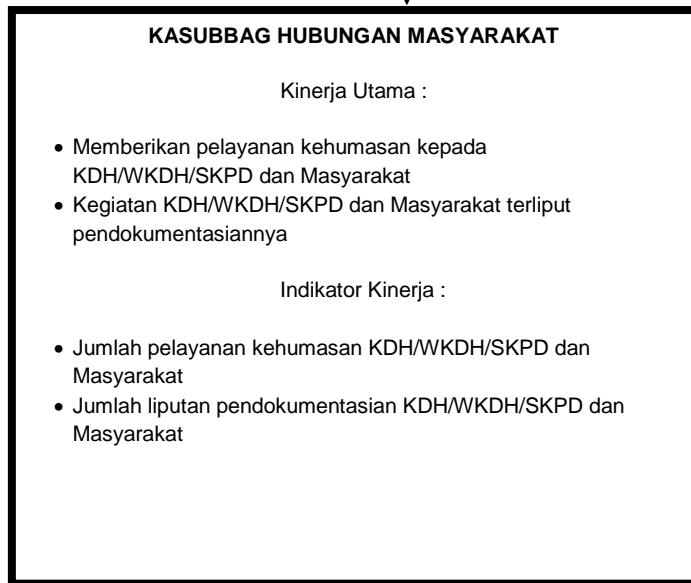 KASUBBAG HUBUNGAN MASYARAKAT
Kinerja Utama :
• Memberikan pelayanan kehumasan kepada
KDH/WKDH/SKPD dan Masyarakat
• Kegiatan KDH/WKDH/SKPD dan Masyarakat terliput
pendokumentasiannya
Indikator Kinerja :
• Jumlah pelayanan kehumasan KDH/WKDH/SKPD dan
Masyarakat
• Jumlah liputan pendokumentasian KDH/WKDH/SKPD dan
Masyarakat